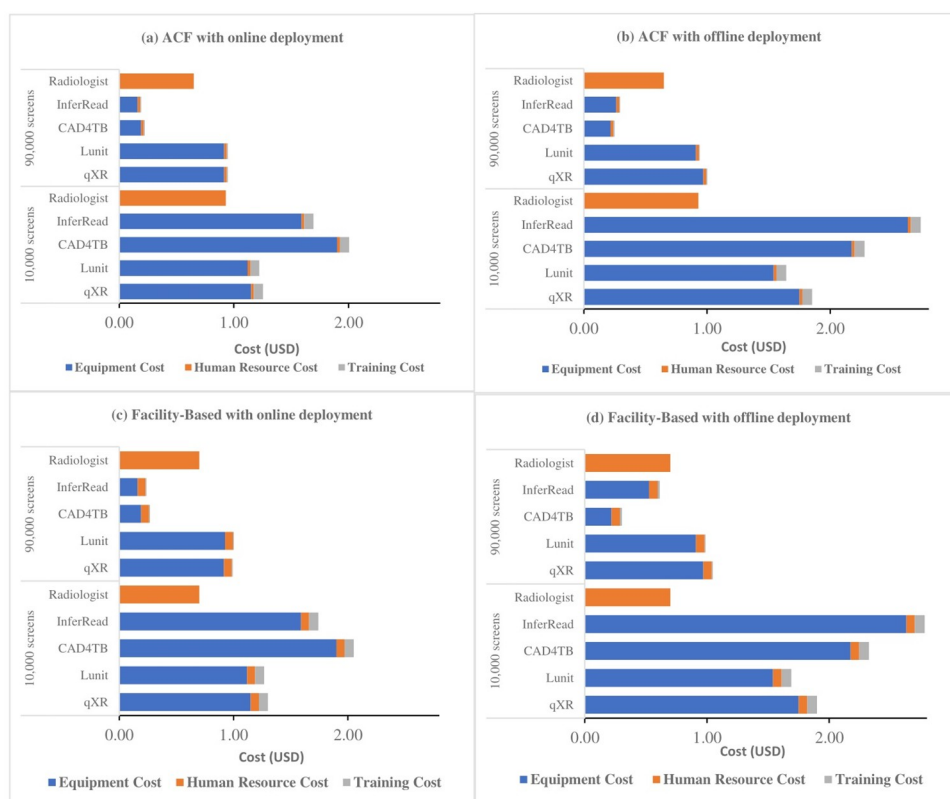 (a) ACF with online deployment
90,000 screens
Radiologist
InferRead
CAD4TB
Lunit
qXR
10,000 screens
Radiologist
InferRead
CAD4TB
Lunit
qXR
0.00 1.00 2.00
Cost (USD)
Equipment Cost Human Resource Cost Training Cost
(b) ACF with offline deployment
90,000 screens
Radiologist
InferRead
CAD4TB
Lunit
qXR
10,000 screens
Radiologist
InferRead
CAD4TB
Lunit
qXR
0.00 1.00 2.00
Cost (USD)
Equipment Cost Human Resource Cost Training Cost
(c) Facility-Based with online deployment
90,000 screens
Radiologist
InferRead
CAD4TB
Lunit
qXR
10,000 screens
Radiologist
InferRead
CAD4TB
Lunit
qXR
0.00 1.00 2.00
Cost (USD)
Equipment Cost Human Resource Cost Training Cost
(d) Facility-Based with offline deployment
90,000 screens
Radiologist
InferRead
CAD4TB
Lunit
qXR
10,000 screens
Radiologist
InferRead
CAD4TB
Lunit
qXR
0.00 1.00 2.00
Cost (USD)
Equipment Cost Human Resource Cost Training Cost